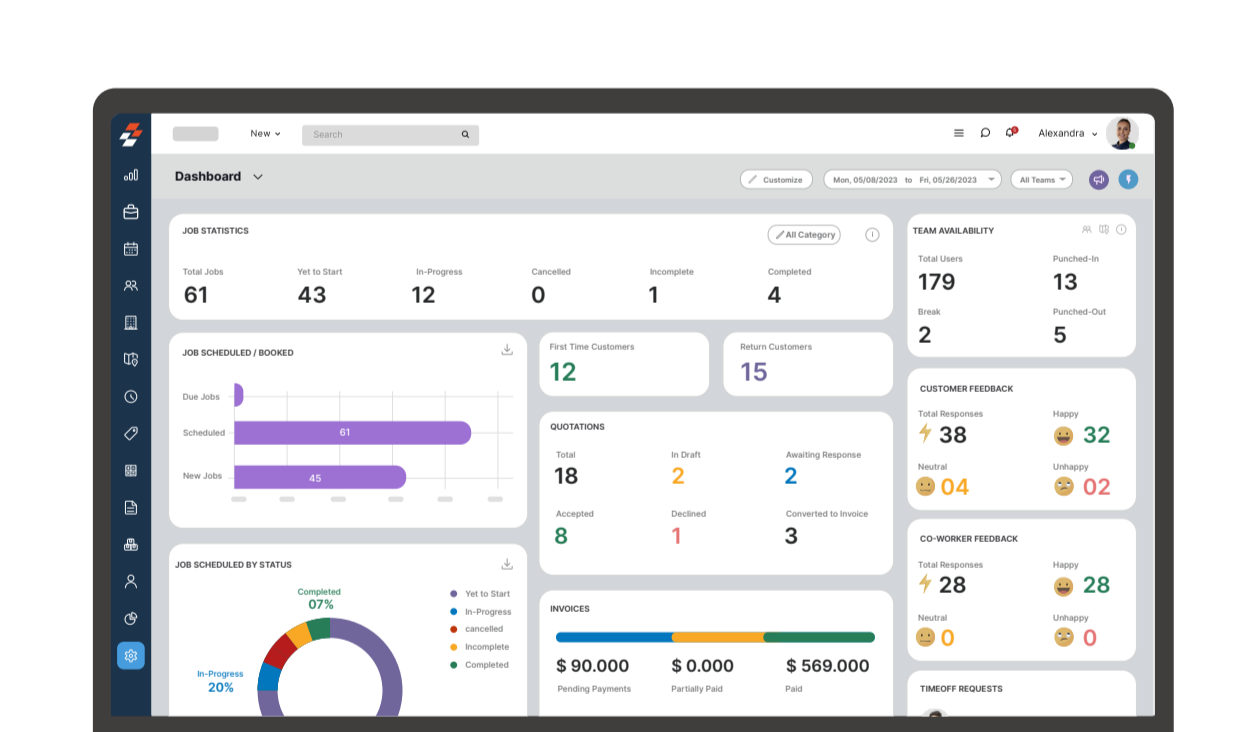 New
Search
Alexandra
Dashboard
Customize
Mon, 05/08/2023 to Fri, 05/26/2023
All Teams
JOB STATISTICS
All Category
Total Jobs
61
Yet to Start
43
In-Progress
12
Cancelled
0
Incomplete
1
Completed
4
TEAM AVAILABILITY
Total Users
179
Punched-In
13
Break
2
Punched-Out
5
JOB SCHEDULED / BOOKED
Due Jobs
Scheduled
61
New Jobs
45
First Time Customers
12
Return Customers
15
QUOTATIONS
Total
18
In Draft
2
Awaiting Response
2
Accepted
8
Declined
1
Converted to Invoice
3
CUSTOMER FEEDBACK
Total Responses
38
Happy
32
Neutral
04
Unhappy
02
JOB SCHEDULED BY STATUS
Completed
07%
In-Progress
20%
Yet to Start
In-Progress
cancelled
Incomplete
Completed
INVOICES
$ 90.000
Pending Payments
$ 0.000
Partially Paid
$ 569.000
Paid
CO-WORKER FEEDBACK
Total Responses
28
Happy
28
Neutral
0
Unhappy
0
TIMEOFF REQUESTS